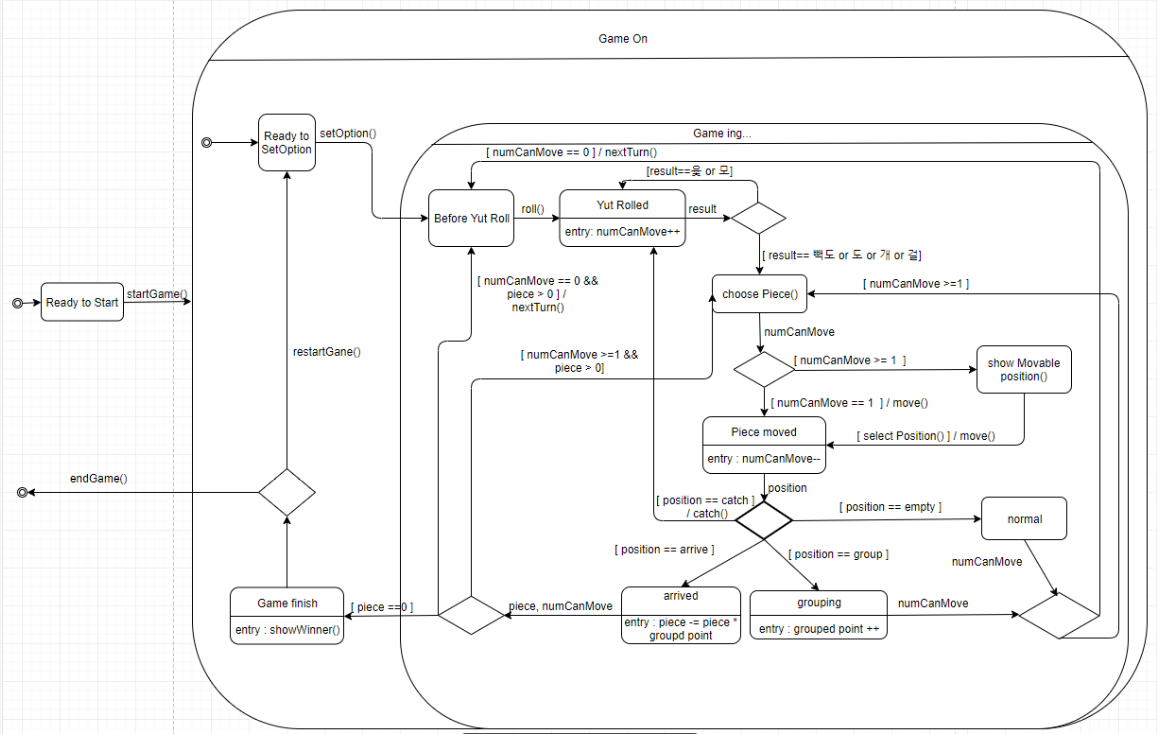 Game On
Game ing...
Ready to
SetOption
setOption()
[ numCanMove == 0 ] / nextTurn()
[result==윷 or 모]
Before Yut Roll
roll()
Yut Rolled
entry: numCanMove++
result
[ result== 빽도 or 도 or 개 or 걸]
Ready to Start
startGame()
[ numCanMove == 0 &&
piece > 0 ] /
nextTurn()
choose Piece()
[ numCanMove >=1 ]
numCanMove
restartGane()
[ numCanMove >=1 &&
piece > 0]
[ numCanMove >= 1 ]
show Movable
position()
[ numCanMove == 1 ] / move()
Piece moved
entry : numCanMove--
[ select Position() ] / move()
endGame()
position
[ position == catch ]
/ catch()
[ position == empty ]
normal
[ position == arrive ]
[ position == group ]
numCanMove
Game finish
entry : showWinner()
[ piece ==0 ]
piece, numCanMove
arrived
entry : piece -= piece *
groupd point
grouping
entry : grouped point ++
numCanMove